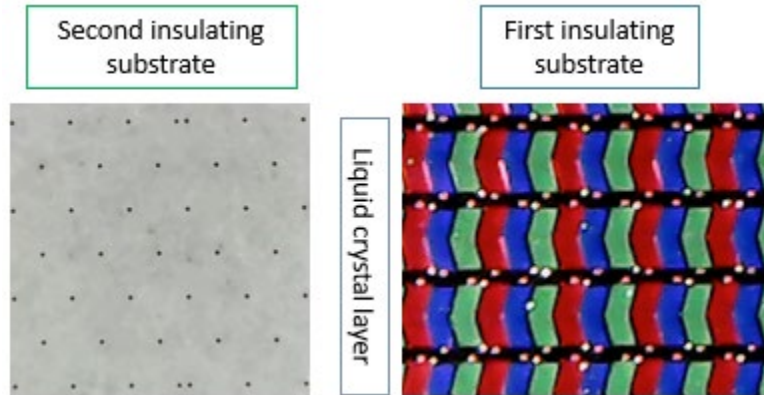 Second insulating
substrate
First insulating
substrate
Liquid crystal layer